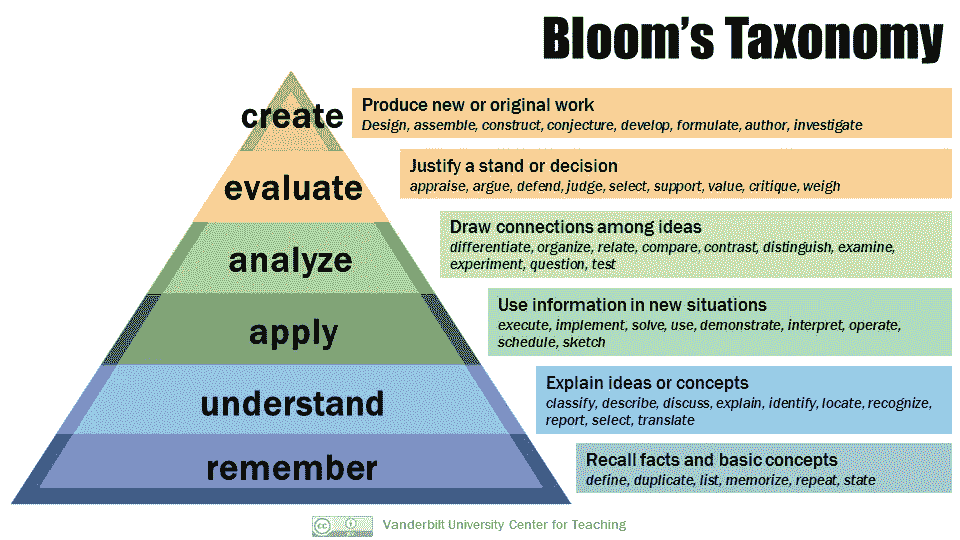 Bloom's Taxonomy
create
Produce new or original work
Design, assemble, construct, conjecture, develop, formulate, author, investigate
evaluate
Justify a stand or decision
appraise, argue, defend, judge, select, support, value, critique, weigh
analyze
Draw connections among ideas
differentiate, organize, relate, compare, contrast, distinguish, examine,
experiment, question, test
apply
Use information in new situations
execute, implement, solve, use, demonstrate, interpret, operate,
schedule, sketch
understand
Explain ideas or concepts
classify, describe, discuss, explain, identify, locate, recognize,
report, select, translate
remember
Recall facts and basic concepts
define, duplicate, list, memorize, repeat, state
cc
Vanderbilt University Center for Teaching